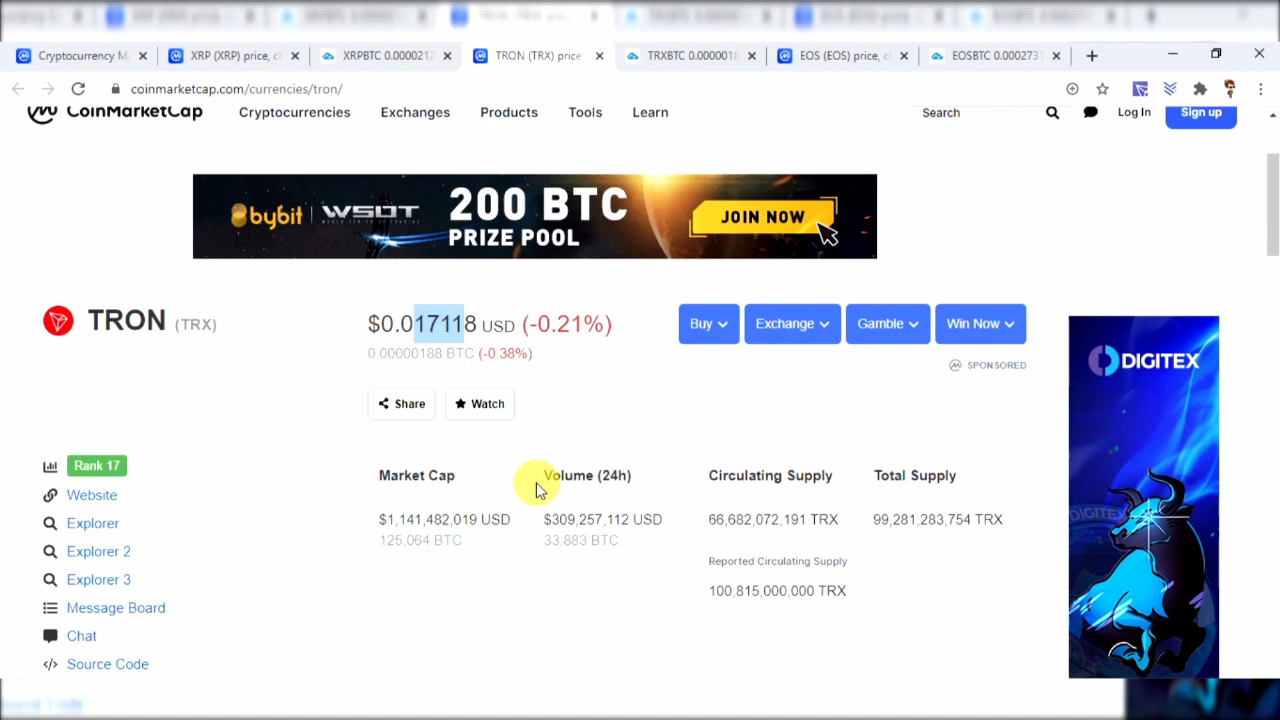 Cryptocurrency M
XRP (XRP) price, c
XRPBTC 0.0000212
TRON (TRX) price
TRXBTC 0.0000018
EOS (EOS) price, c
EOSBTC 0.0002731
coinmarketcap.com/currencies/tron/
CoinMarketCap
Cryptocurrencies
Exchanges
Products
Tools
Learn
Search
Log In
Sign up
bybit WSOT
200 BTC
PRIZE POOL
JOIN NOW
TRON (TRX)
$0.017118 USD (-0.21%)
0.00000188 BTC (-0.38%)
Buy
Exchange
Gamble
Win Now
SPONSORED
Share
Watch
DIGITEX
Rank 17
Website
Explorer
Explorer 2
Explorer 3
Message Board
Chat
Source Code
Market Cap
$1,141,482,019 USD
125,064 BTC
Volume (24h)
$309,257,112 USD
33,883 BTC
Circulating Supply
66,682,072,191 TRX
Reported Circulating Supply
100,815,000,000 TRX
Total Supply
99,281,283,754 TRX